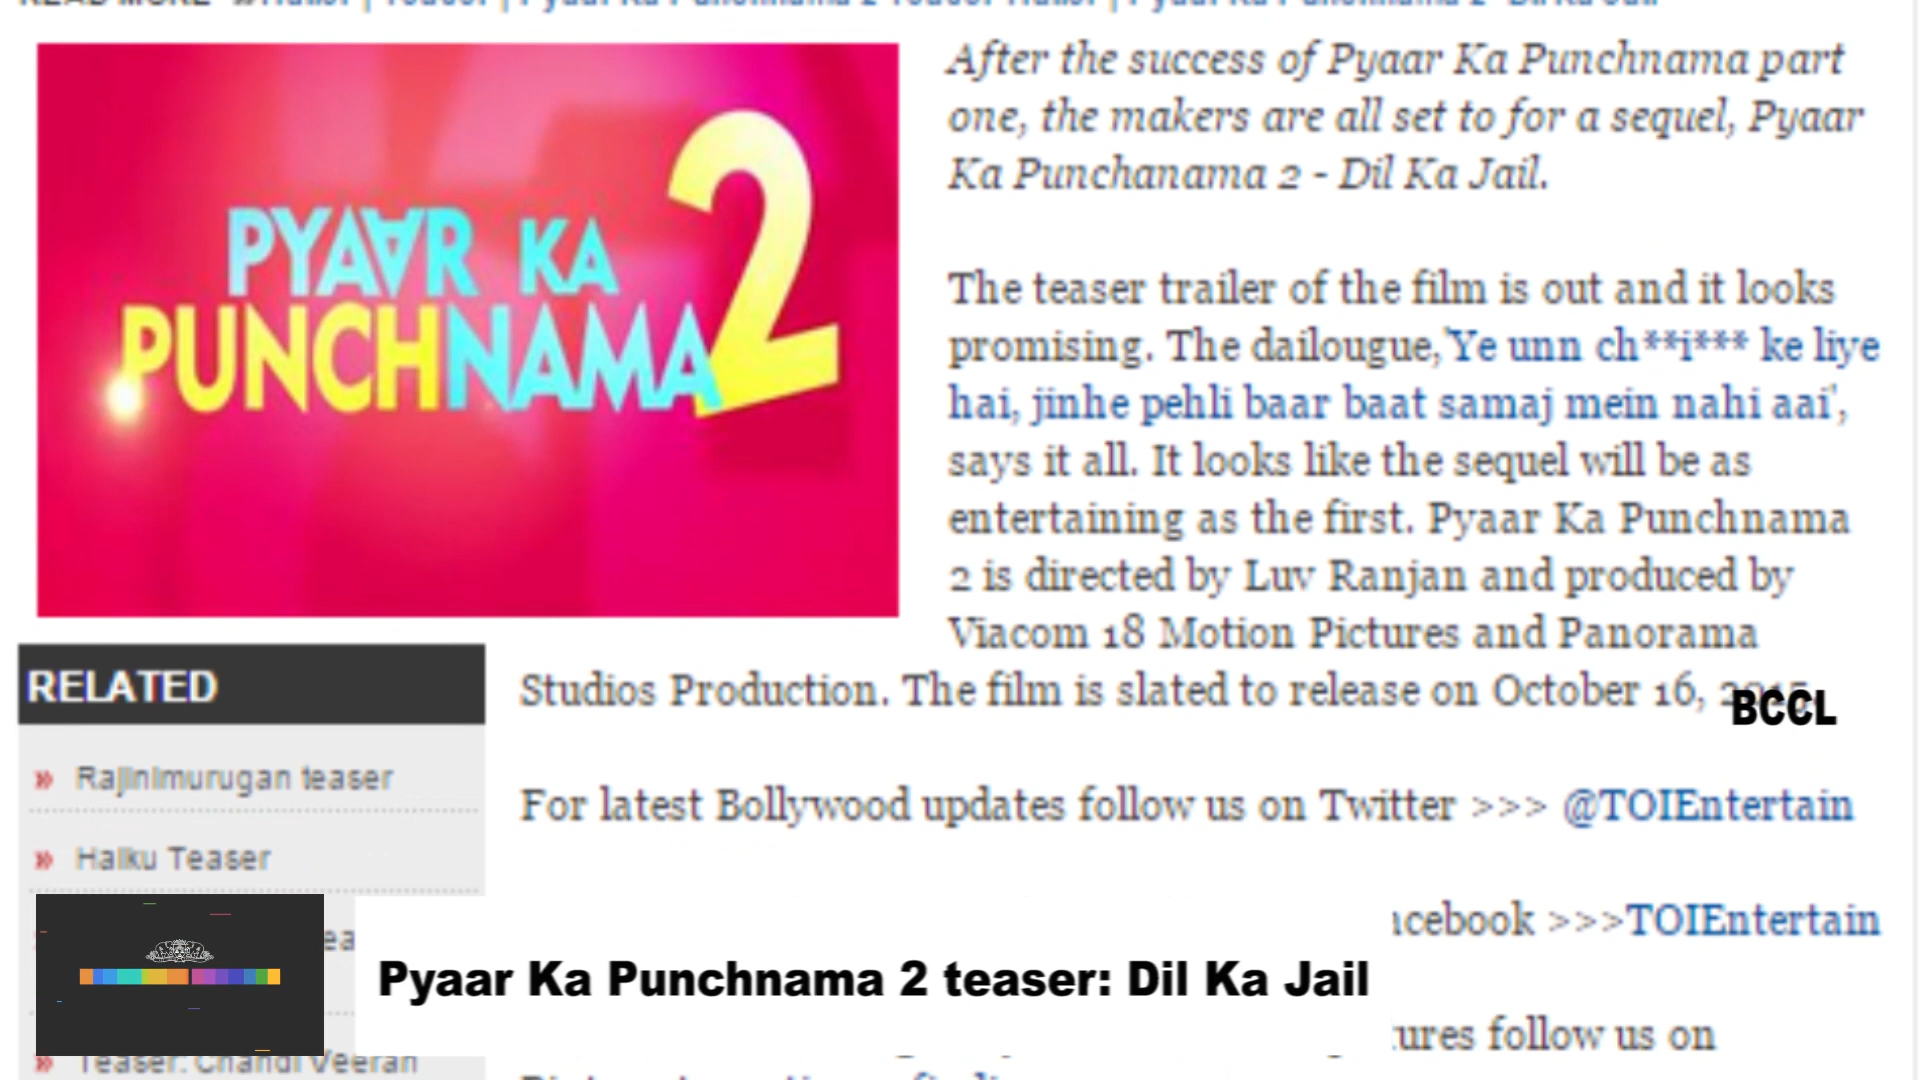 PYAAR KA
PUNCHNAMA 2
After the success of Pyaar Ka Punchnama part
one, the makers are all set to for a sequel, Pyaar
Ka Punchanama 2 - Dil Ka Jail.
The teaser trailer of the film is out and it looks
promising. The dailougue,'Ye unn ch**i*** ke liye
hai, jinhe pehli baar baat samaj mein nahi aai',
says it all. It looks like the sequel will be as
entertaining as the first. Pyaar Ka Punchnama
2 is directed by Luv Ranjan and produced by
Viacom 18 Motion Pictures and Panorama
Studios Production. The film is slated to release on October 16, 2015.
BCCL
For latest Bollywood updates follow us on Twitter >>> @TOIEntertain
acebook >>>TOIEntertain
tures follow us on
RELATED
» Rajinimurugan teaser
» Haiku Teaser
» Teaser: Chandi Veeran
Pyaar Ka Punchnama 2 teaser: Dil Ka Jail